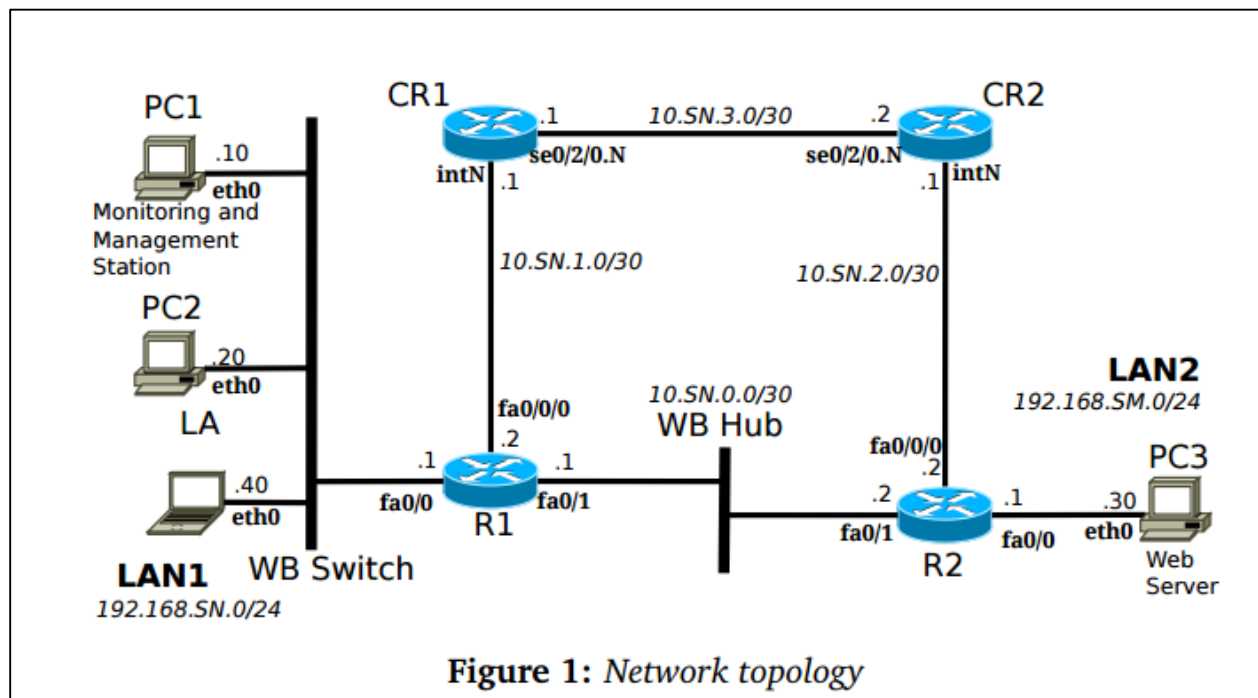 PC1
.10
eth0
Monitoring and
Management
Station
PC2
.20
eth0
LA
.40
eth0
LAN1
192.168.SN.0/24
WB Switch
CR1
.1
se0/2/0.N
intN
.1
10.SN.3.0/30
CR2
.2
se0/2/0.N
intN
.1
10.SN.1.0/30
10.SN.2.0/30
fa0/0/0
.2
.1
fa0/0
R1
.1
fa0/1
10.SN.0.0/30
WB Hub
LAN2
192.168.SM.0/24
fa0/0/0
.2
.2
fa0/1
R2
.1
fa0/0
PC3
.30
eth0
Web
Server
Figure 1: Network topology